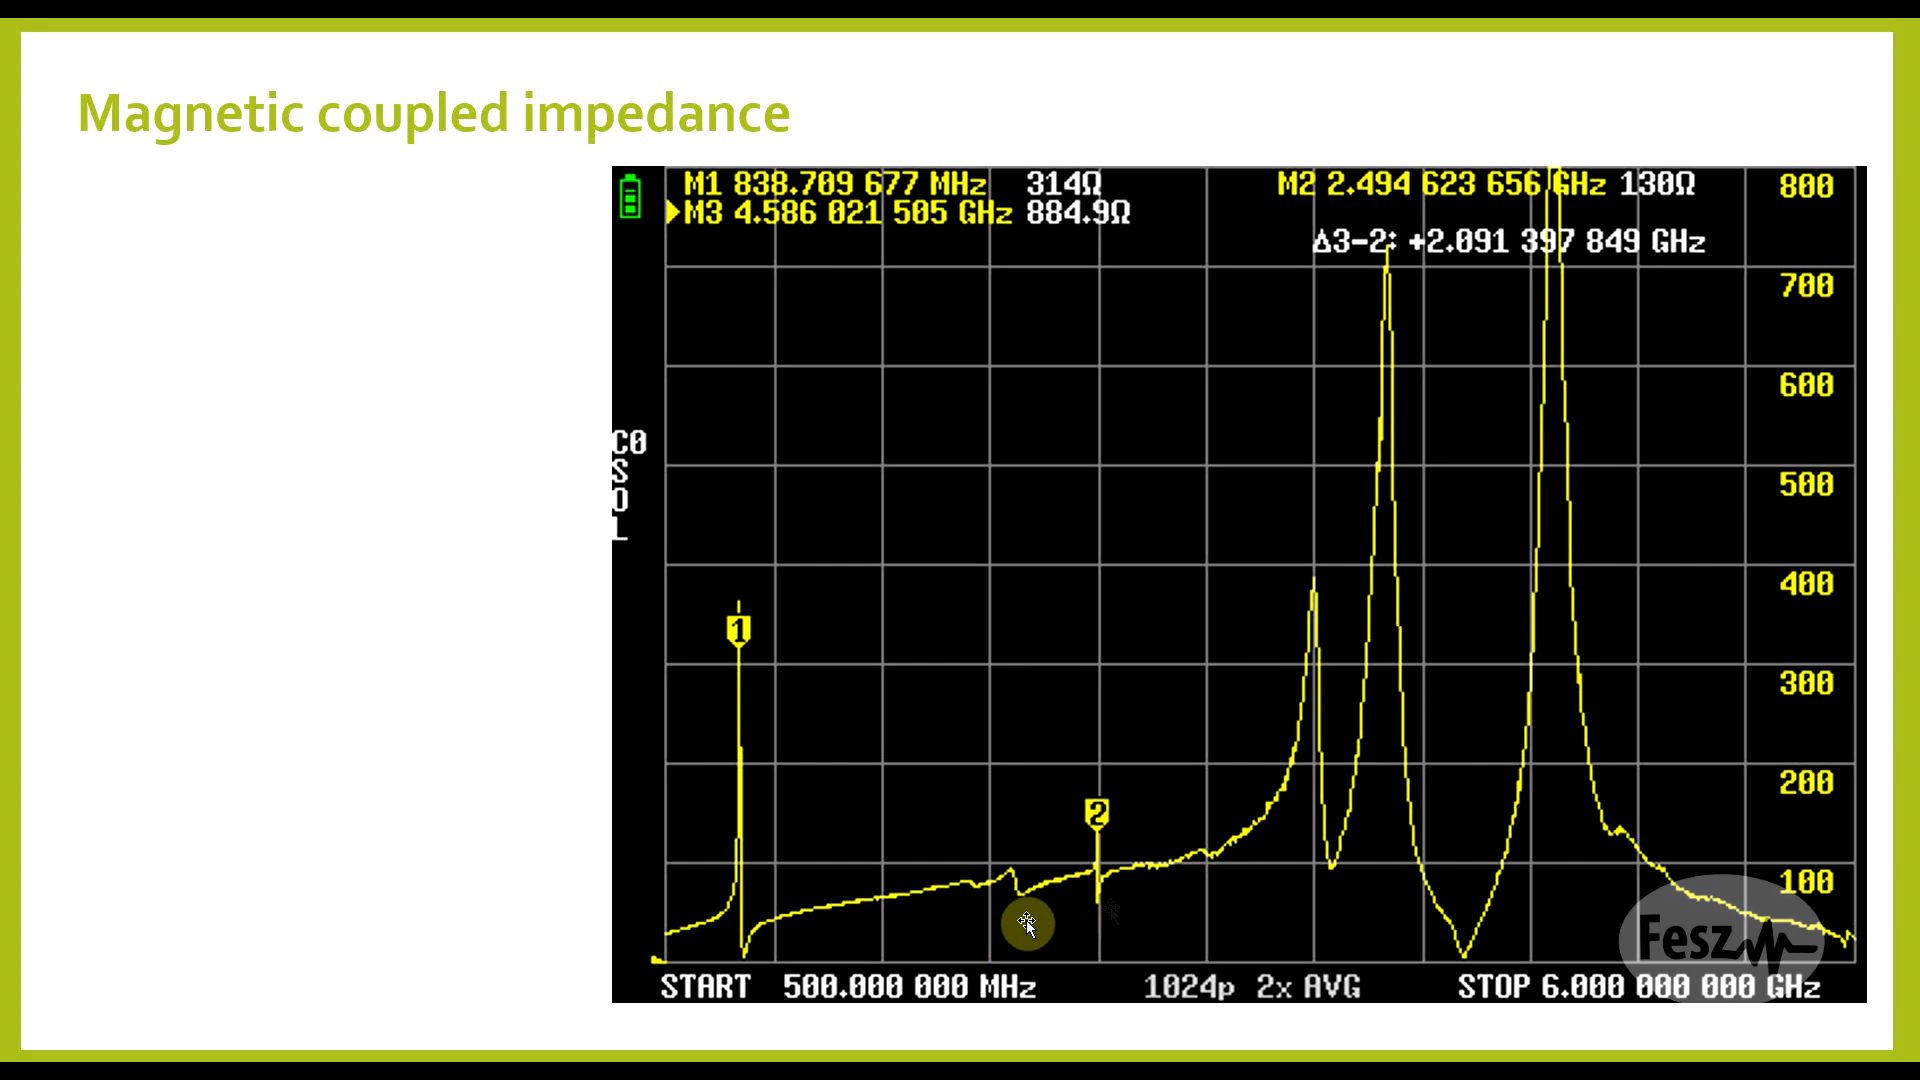 Magnetic coupled impedance
M1 838.709 677 MHz 314Ω M2 2.494 623 656 GHz 130Ω
M3 4.586 021 505 GHz 884.9Ω
Δ3-2: +2.091 397 849 GHz
800
700
600
500
400
300
200
100
C0
S
O
L
1
2
START 500.000 000 MHz 1024p 2x AVG STOP 6.000 000 000 GHz
Fesz